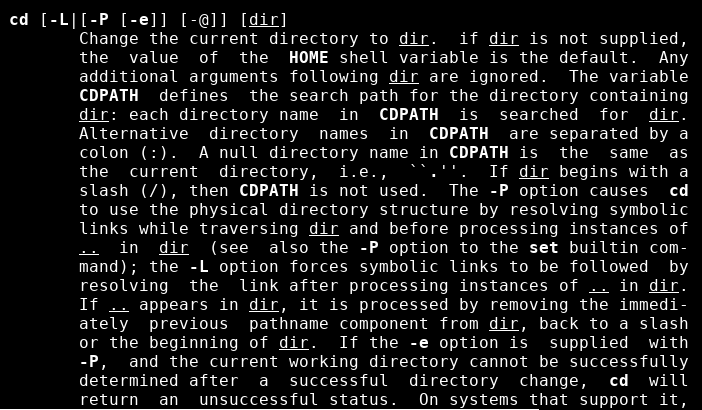 cd [-L|[-P [-e]] [-@]] [dir]
Change the current directory to dir.  if dir is not supplied,
the  value  of  the  HOME shell variable is the default.  Any
additional arguments following dir are ignored.  The variable
CDPATH  defines  the search path for the directory containing
dir: each directory name  in  CDPATH  is  searched  for  dir.
Alternative  directory  names  in  CDPATH  are separated by a
colon (:).  A null directory name in CDPATH is  the  same  as
the  current  directory,  i.e.,  ``.''.  If dir begins with a
slash (/), then CDPATH is not used.  The -P option causes  cd
to use the physical directory structure by resolving symbolic
links while traversing dir and before processing instances of
..  in  dir  (see  also the -P option to the set builtin com-
mand); the -L option forces symbolic links to be followed  by
resolving  the  link after processing instances of .. in dir.
If .. appears in dir, it is processed by removing the immedi-
ately  previous  pathname component from dir, back to a slash
or the beginning of dir.  If the -e option is  supplied  with
-P,  and the current working directory cannot be successfully
determined after  a  successful  directory  change,  cd  will
return  an  unsuccessful status.  On systems that support it,